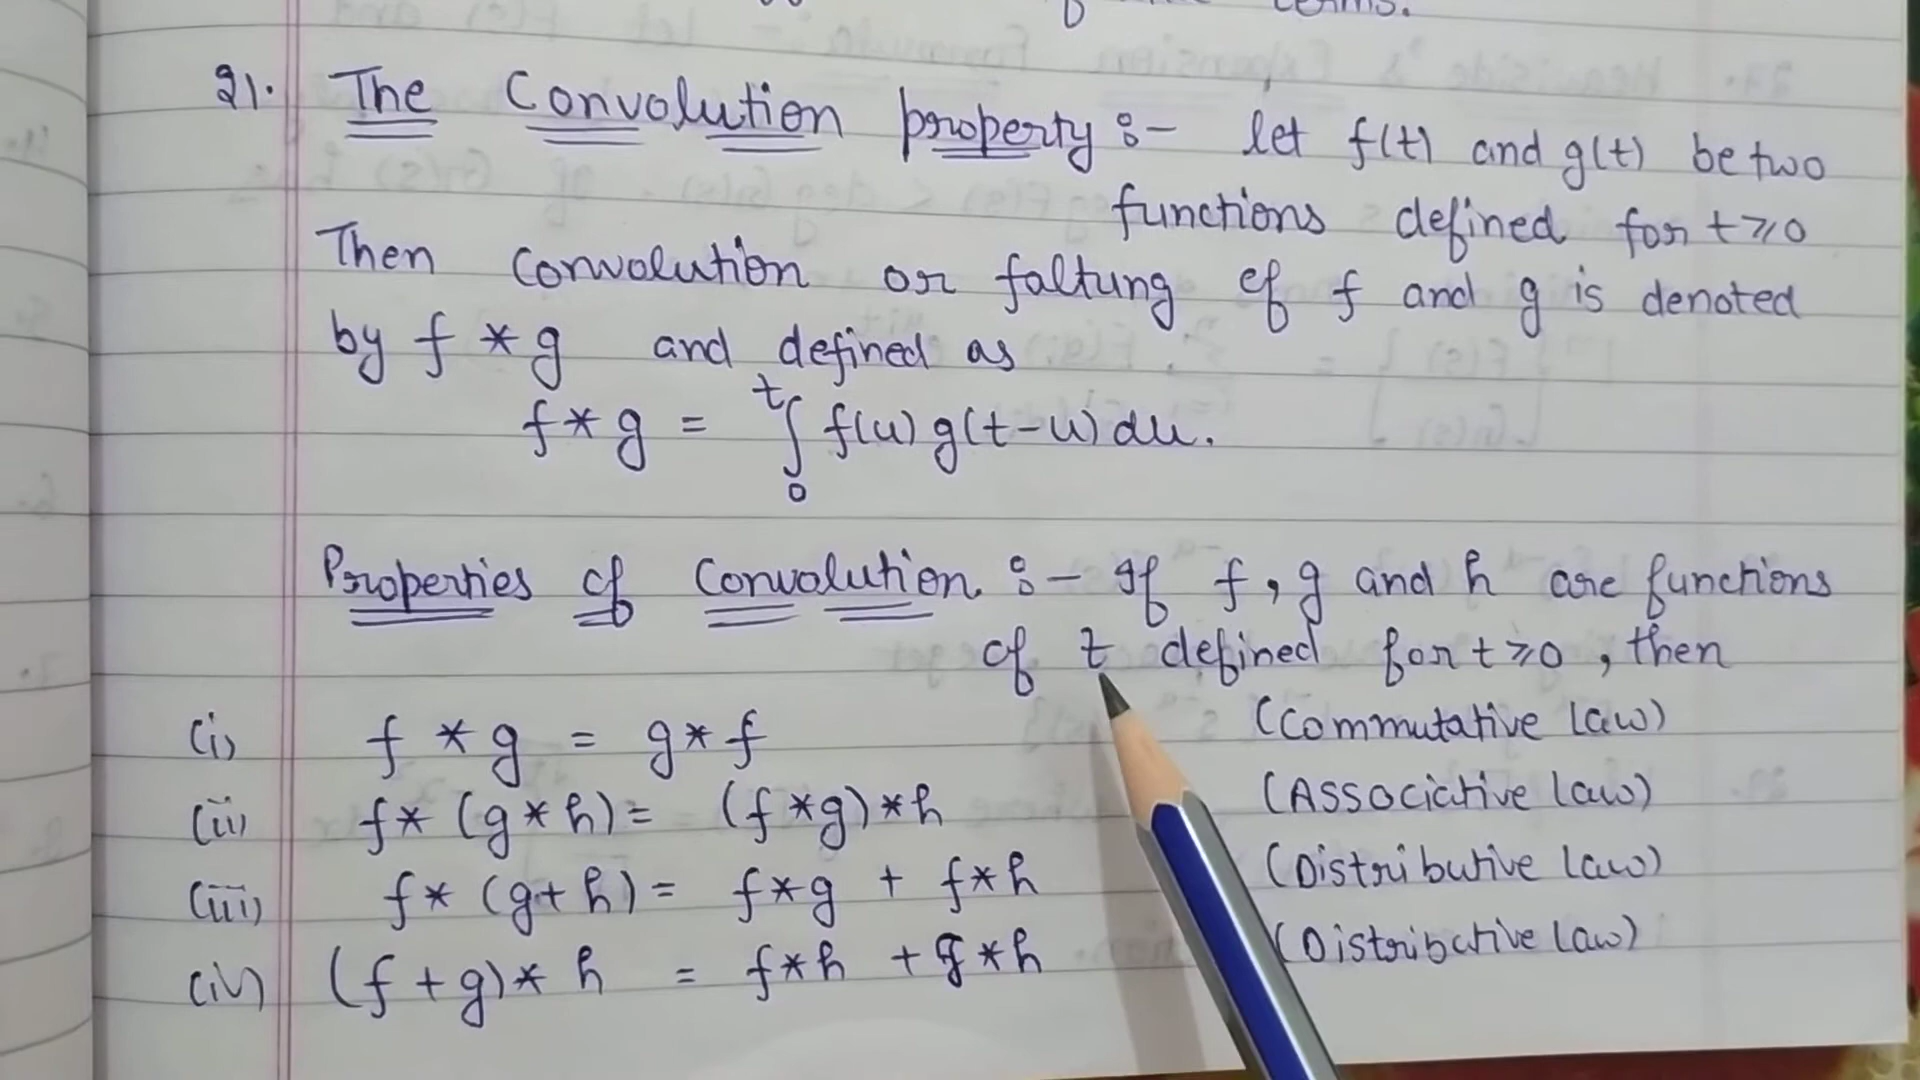 terms.
21. The Convolution property :- let f(t) and g(t) be two
functions defined for t ≥ 0
Then convolution or faltung of f and g is denoted
by f * g and defined as
f * g = ∫₀ᵗ f(u) g(t-u) du.
Properties of Convolution :- If f, g and h are functions
of t defined for t ≥ 0, then
(i) f * g = g * f (Commutative law)
(ii) f * (g * h) = (f * g) * h (Associative law)
(iii) f * (g + h) = f * g + f * h (Distributive law)
(iv) (f + g) * h = f * h + g * h (Distributive law)